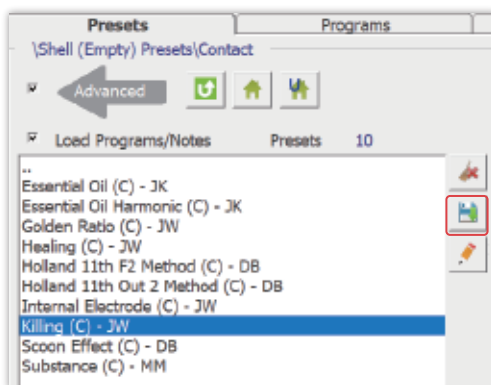 Presets
Programs
\Shell (Empty) Presets\Contact
Advanced
Load Programs/Notes Presets 10
..
Essential Oil (C) - JK
Essential Oil Harmonic (C) - JK
Golden Ratio (C) - JW
Healing (C) - JW
Holland 11th F2 Method (C) - DB
Holland 11th Out 2 Method (C) - DB
Internal Electrode (C) - JW
Killing (C) - JW
Scoon Effect (C) - DB
Substance (C) - MM